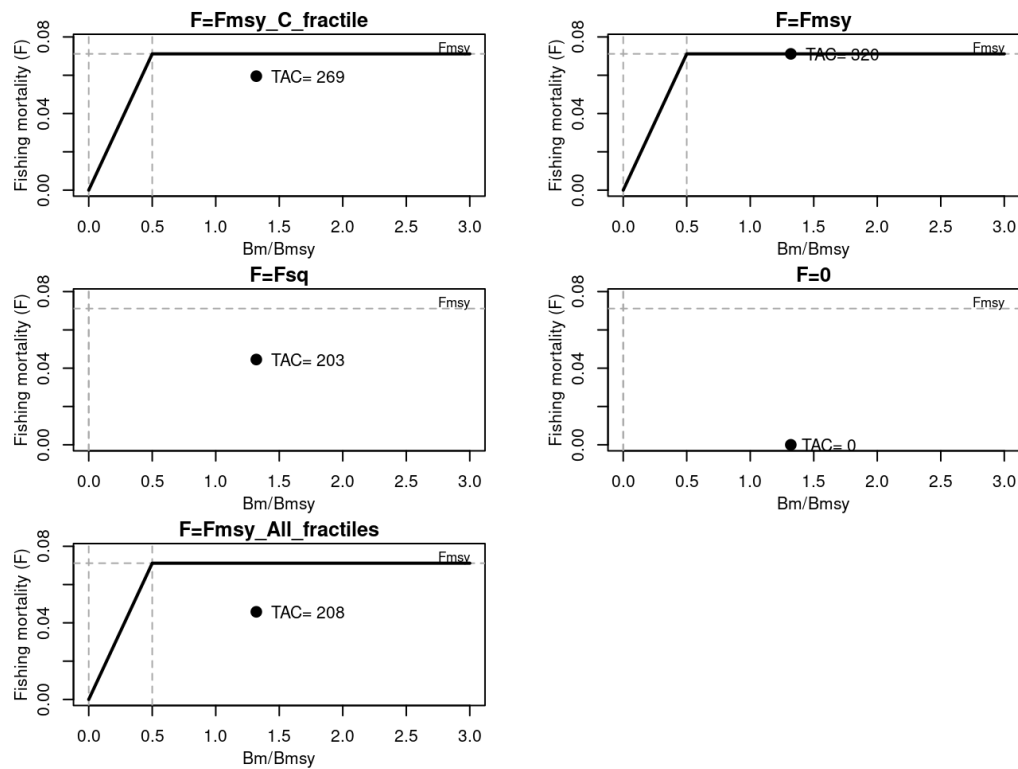 F=Fmsy_C_fractile
Fishing mortality (F)
0.00 0.04 0.08
Fmsy
TAC= 269
0.0 0.5 1.0 1.5 2.0 2.5 3.0
Bm/Bmsy
F=Fmsy
Fishing mortality (F)
0.00 0.04 0.08
Fmsy
TAC= 320
0.0 0.5 1.0 1.5 2.0 2.5 3.0
Bm/Bmsy
F=Fsq
Fishing mortality (F)
0.00 0.04 0.08
Fmsy
TAC= 203
0.0 0.5 1.0 1.5 2.0 2.5 3.0
Bm/Bmsy
F=0
Fishing mortality (F)
0.00 0.04 0.08
Fmsy
TAC= 0
0.0 0.5 1.0 1.5 2.0 2.5 3.0
Bm/Bmsy
F=Fmsy_All_fractiles
Fishing mortality (F)
0.00 0.04 0.08
Fmsy
TAC= 208
0.0 0.5 1.0 1.5 2.0 2.5 3.0
Bm/Bmsy